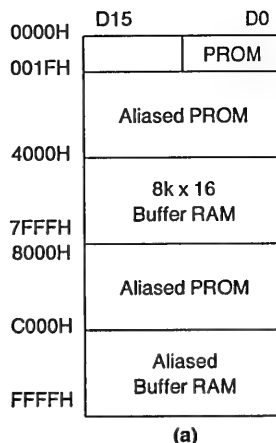 D15 D0
0000H
PROM
001FH
Aliased PROM
4000H
8k x 16
Buffer RAM
7FFFH
8000H
Aliased PROM
C000H
Aliased
Buffer RAM
FFFFH
(a)